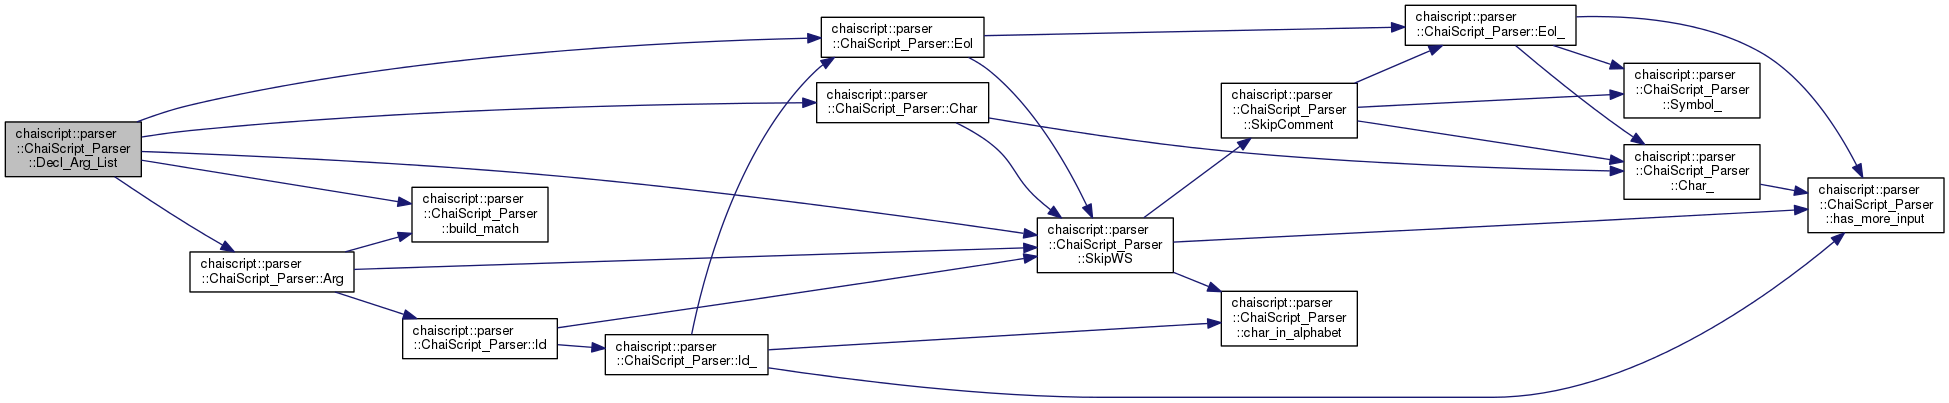 chaiscript::parser
::ChaiScript_Parser
::Decl_Arg_List
chaiscript::parser
::ChaiScript_Parser::Eol
chaiscript::parser
::ChaiScript_Parser::Char
chaiscript::parser
::ChaiScript_Parser
::build_match
chaiscript::parser
::ChaiScript_Parser::Arg
chaiscript::parser
::ChaiScript_Parser::Id
chaiscript::parser
::ChaiScript_Parser::Id_
chaiscript::parser
::ChaiScript_Parser
::SkipWS
chaiscript::parser
::ChaiScript_Parser
::SkipComment
chaiscript::parser
::ChaiScript_Parser
::char_in_alphabet
chaiscript::parser
::ChaiScript_Parser::Eol_
chaiscript::parser
::ChaiScript_Parser
::Symbol_
chaiscript::parser
::ChaiScript_Parser
::Char_
chaiscript::parser
::ChaiScript_Parser
::has_more_input